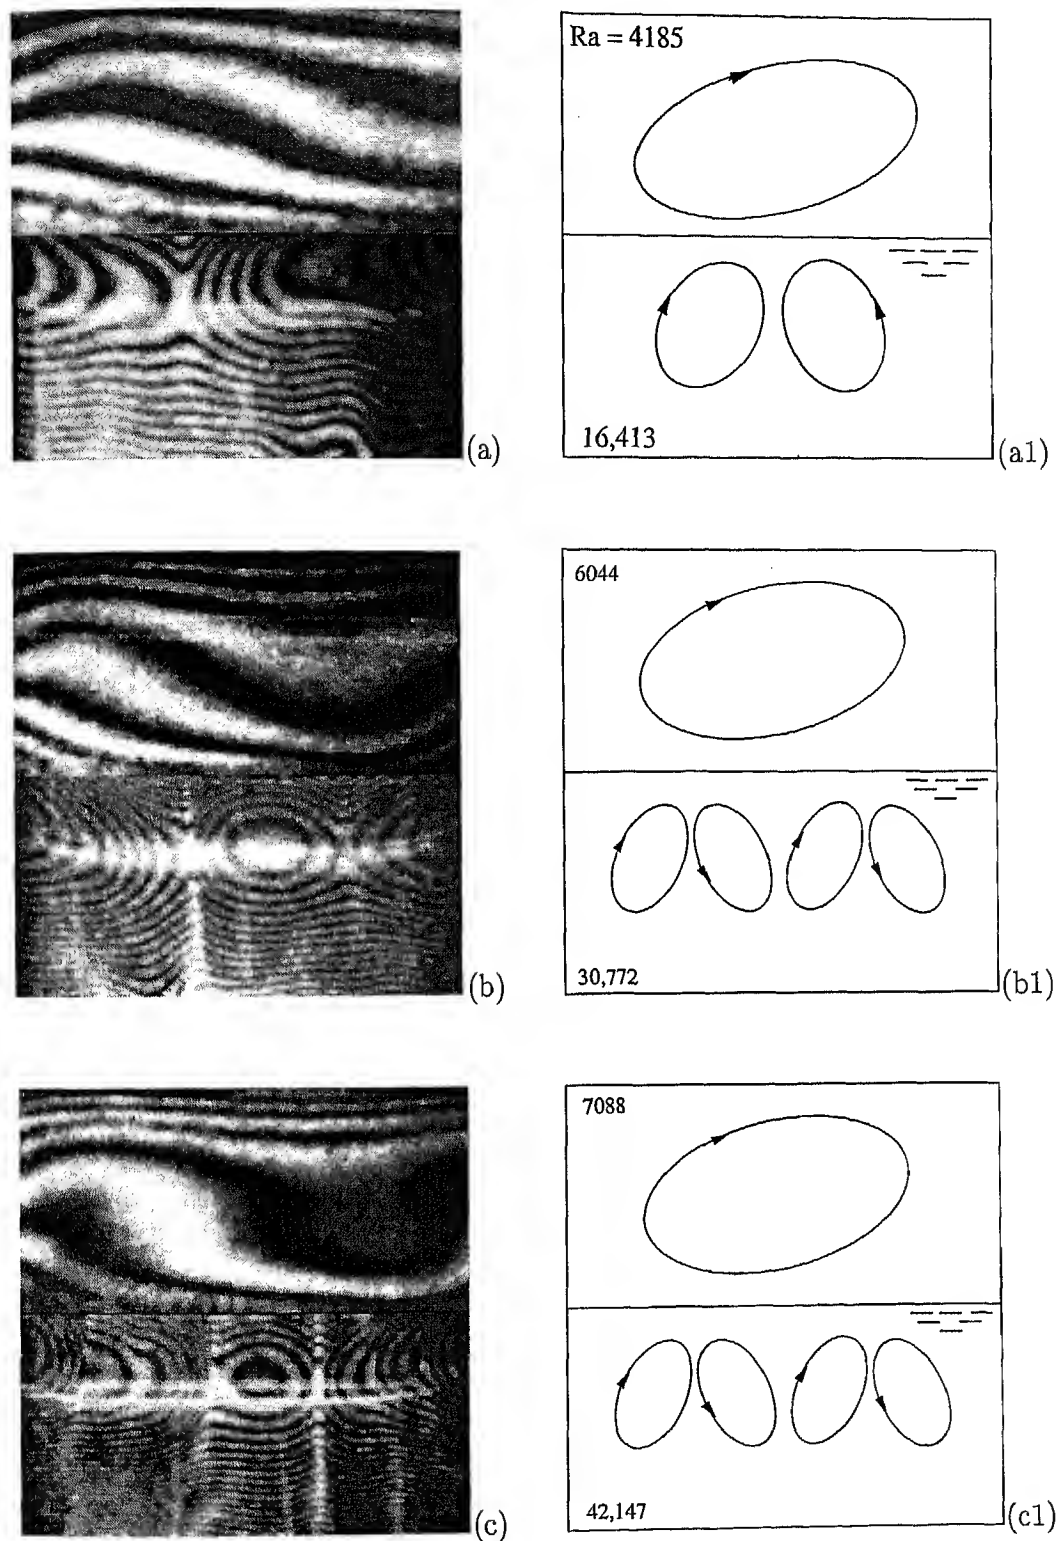 Ra = 4185
16,413
(a)
(a1)
6044
30,772
(b)
(b1)
7088
42,147
(c)
(c1)